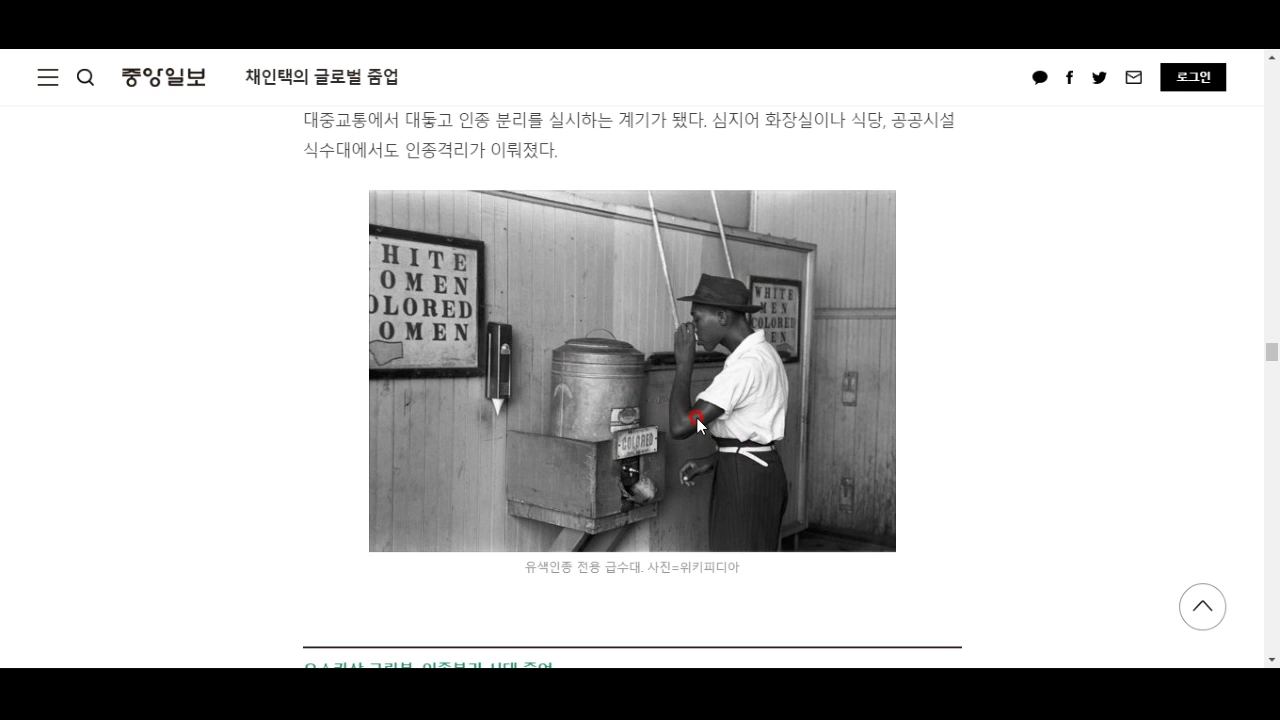 중앙일보 채인택의 글로벌 줌업 로그인
대중교통에서 대놓고 인종 분리를 실시하는 계기가 됐다. 심지어 화장실이나 식당, 공공시설
식수대에서도 인종격리가 이뤄졌다.
HITE
OMEN
OLORED
OMEN
WHITE
MEN
COLORED
EN
COLORED
유색인종 전용 급수대. 사진=위키피디아